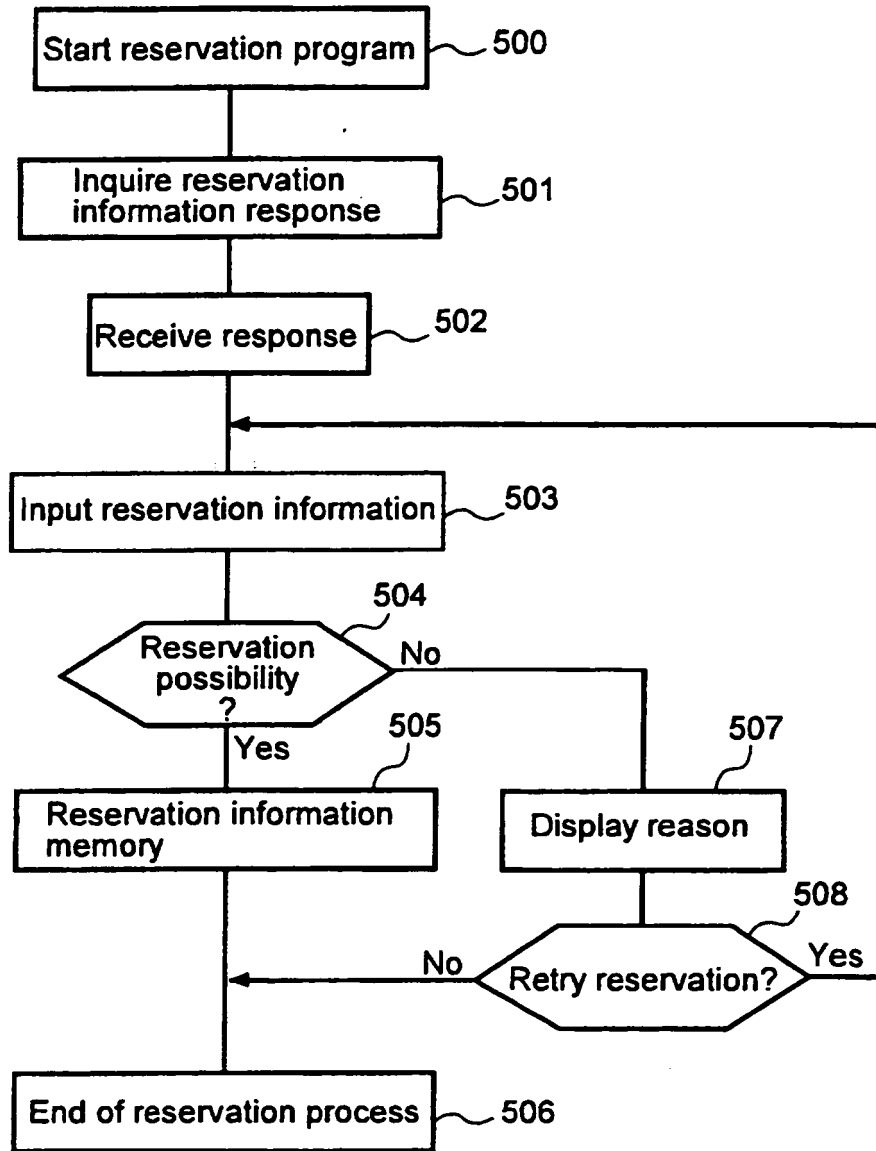 Start reservation program
500
Inquire reservation
information response
501
Receive response
502
Input reservation information
503
504
Reservation
possibility
?
No
Yes
505
507
Reservation information
memory
Display reason
508
No
Retry reservation?
Yes
End of reservation process
506